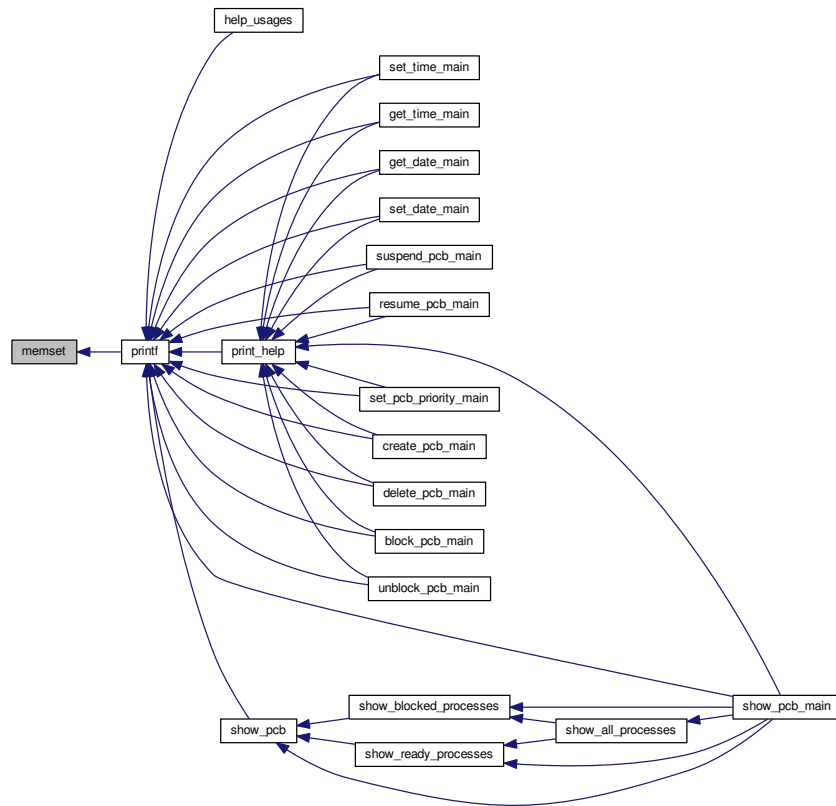 help_usages
set_time_main
get_time_main
get_date_main
set_date_main
suspend_pcb_main
resume_pcb_main
memset
printf
print_help
set_pcb_priority_main
create_pcb_main
delete_pcb_main
block_pcb_main
unblock_pcb_main
show_blocked_processes
show_pcb_main
show_pcb
show_all_processes
show_ready_processes